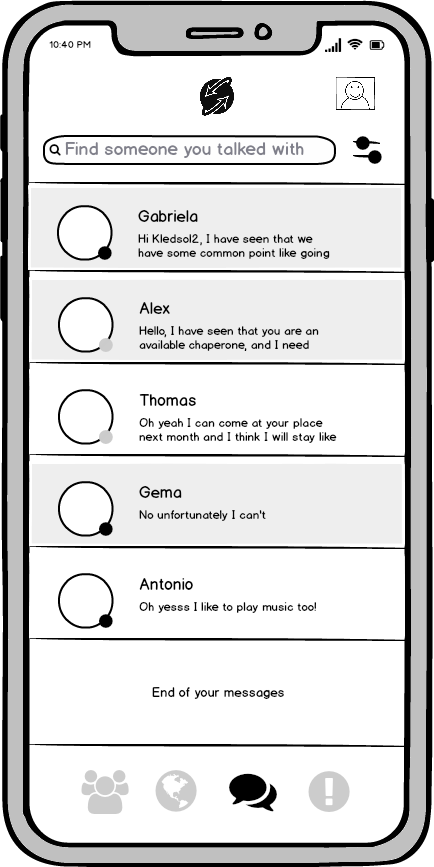 10:40 PM
Find someone you talked with
Gabriela
Hi Kledsol2, I have seen that we
have some common point like going
Alex
Hello, I have seen that you are an
available chaperone, and I need
Thomas
Oh yeah I can come at your place
next month and I think I will stay like
Gema
No unfortunately I can't
Antonio
Oh yesss I like to play music too!
End of your messages